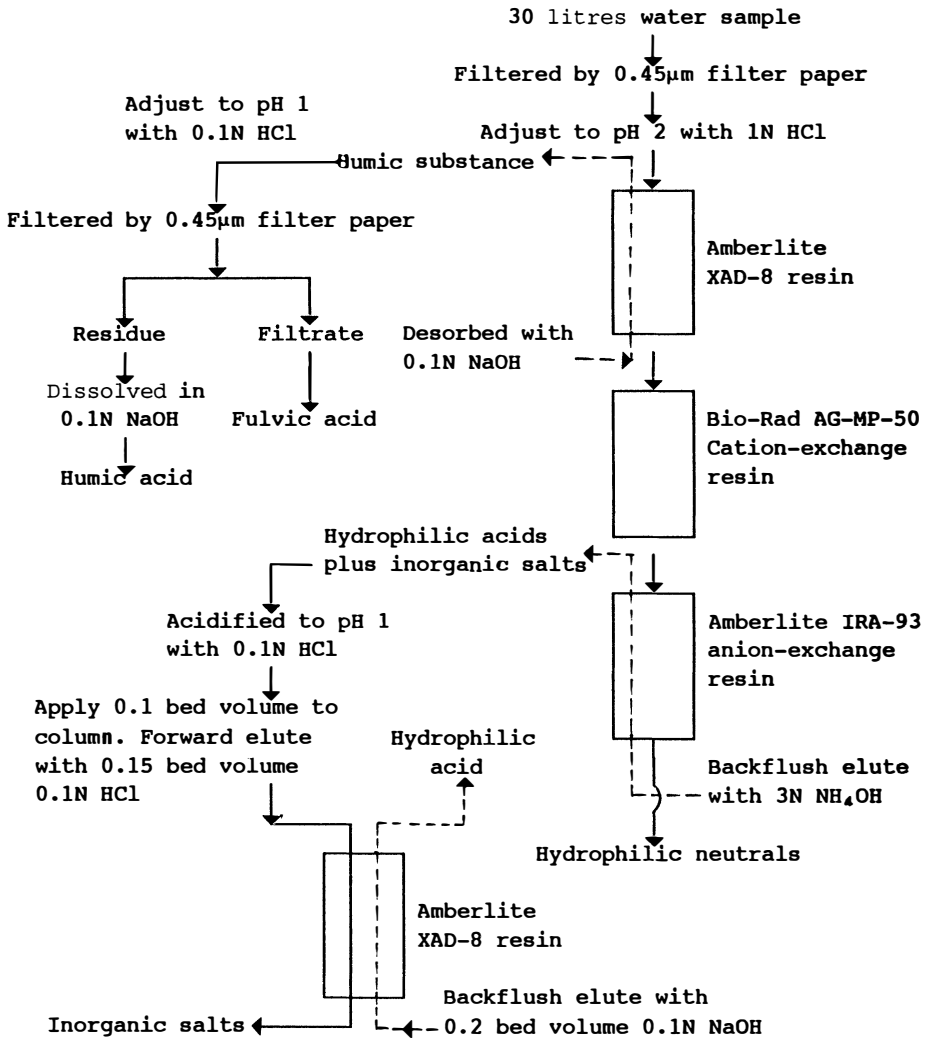 30 litres water sample
Filtered by 0.45µm filter paper
Adjust to pH 2 with 1N HCl
Adjust to pH 1
with 0.1N HCl
Humic substance
Filtered by 0.45µm filter paper
Amberlite
XAD-8 resin
Residue
Filtrate
Desorbed with
0.1N NaOH
Dissolved in
0.1N NaOH
Fulvic acid
Humic acid
Bio-Rad AG-MP-50
Cation-exchange
resin
Hydrophilic acids
plus inorganic salts
Acidified to pH 1
with 0.1N HCl
Amberlite IRA-93
anion-exchange
resin
Apply 0.1 bed volume to
column. Forward elute
with 0.15 bed volume
0.1N HCl
Hydrophilic
acid
Backflush elute
with 3N NH₄OH
Hydrophilic neutrals
Amberlite
XAD-8 resin
Backflush elute with
0.2 bed volume 0.1N NaOH
Inorganic salts